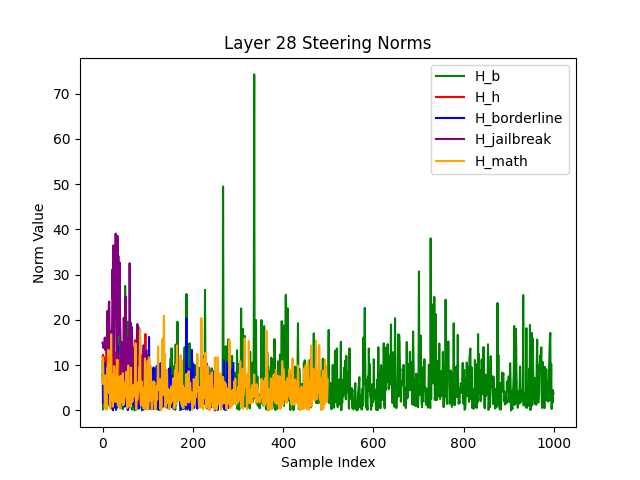 Layer 28 Steering Norms
H_b
H_h
H_borderline
H_jailbreak
H_math
Norm Value
70
60
50
40
30
20
10
0
0 200 400 600 800 1000
Sample Index